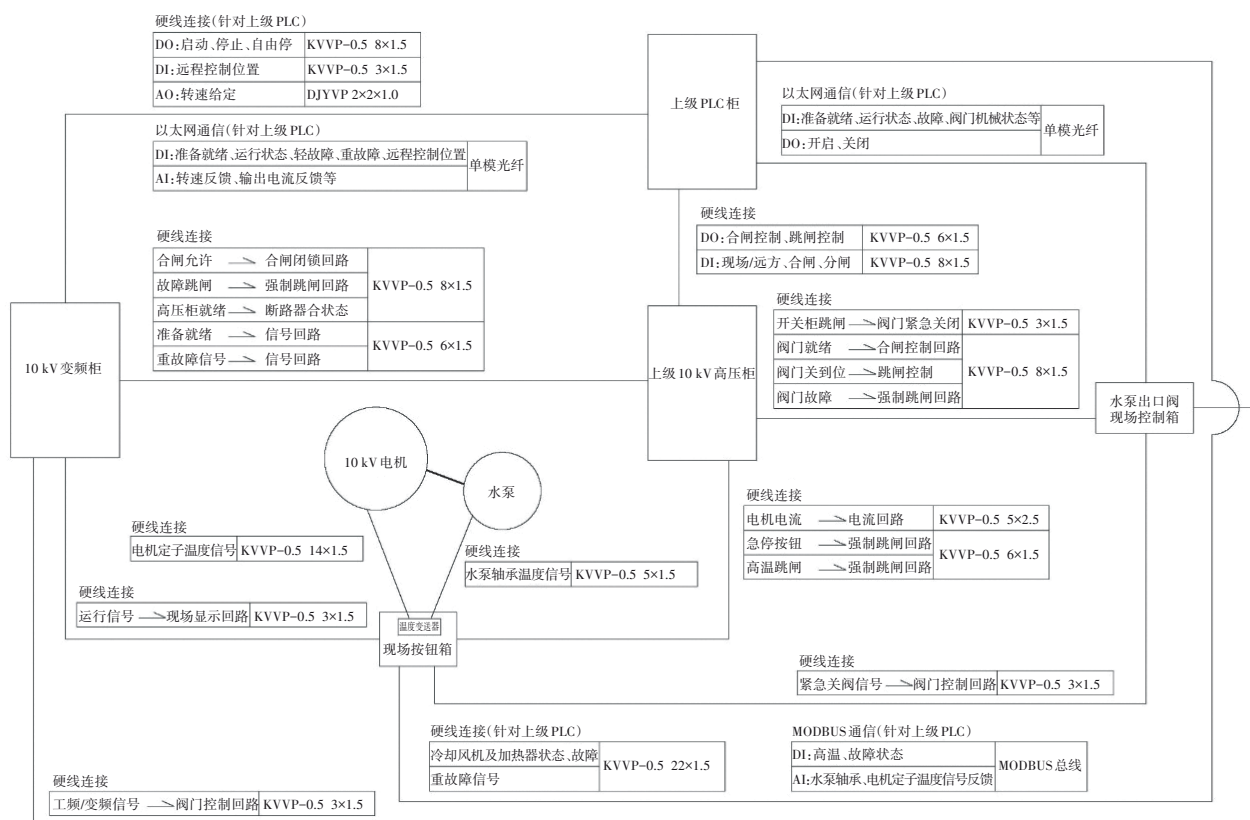 硬线连接(针对上级PLC)
DO:启动、停止、自由停 KVVP-0.5 8×1.5
DI:远程控制位置 KVVP-0.5 3×1.5
AO:转速给定 DJYVP 2×2×1.0
以太网通信(针对上级PLC)
DI:准备就绪、运行状态、轻故障、重故障、远程控制位置 单模光纤
AI:转速反馈、输出电流反馈等
上级PLC柜
以太网通信(针对上级PLC)
DI:准备就绪、运行状态、故障、阀门机械状态等 单模光纤
DO:开启、关闭
硬线连接
DO:合闸控制、跳闸控制 KVVP-0.5 6×1.5
DI:现场/远方、合闸、分闸 KVVP-0.5 8×1.5
硬线连接
合闸允许 合闸闭锁回路 KVVP-0.5 8×1.5
故障跳闸 强制跳闸回路
高压柜就绪 断路器合状态
准备就绪 信号回路 KVVP-0.5 6×1.5
重故障信号 信号回路
10 kV变频柜
上级10 kV高压柜
硬线连接
开关柜跳闸 阀门紧急关闭 KVVP-0.5 3×1.5
阀门就绪 合闸控制回路 KVVP-0.5 8×1.5
阀门关到位 跳闸控制
阀门故障 强制跳闸回路
水泵出口阀
现场控制箱
10 kV电机
水泵
硬线连接
电机定子温度信号 KVVP-0.5 14×1.5
硬线连接
水泵轴承温度信号 KVVP-0.5 5×1.5
硬线连接
电机电流 电流回路 KVVP-0.5 5×2.5
急停按钮 强制跳闸回路 KVVP-0.5 6×1.5
高温跳闸 强制跳闸回路
硬线连接
运行信号 现场显示回路 KVVP-0.5 3×1.5
温度变送器
现场按钮箱
硬线连接
紧急关阀信号 阀门控制回路 KVVP-0.5 3×1.5
硬线连接(针对上级PLC)
冷却风机及加热器状态、故障 KVVP-0.5 22×1.5
重故障信号
MODBUS通信(针对上级PLC)
DI:高温、故障状态 MODBUS总线
AI:水泵轴承、电机定子温度信号反馈
硬线连接
工频/变频信号 阀门控制回路 KVVP-0.5 3×1.5